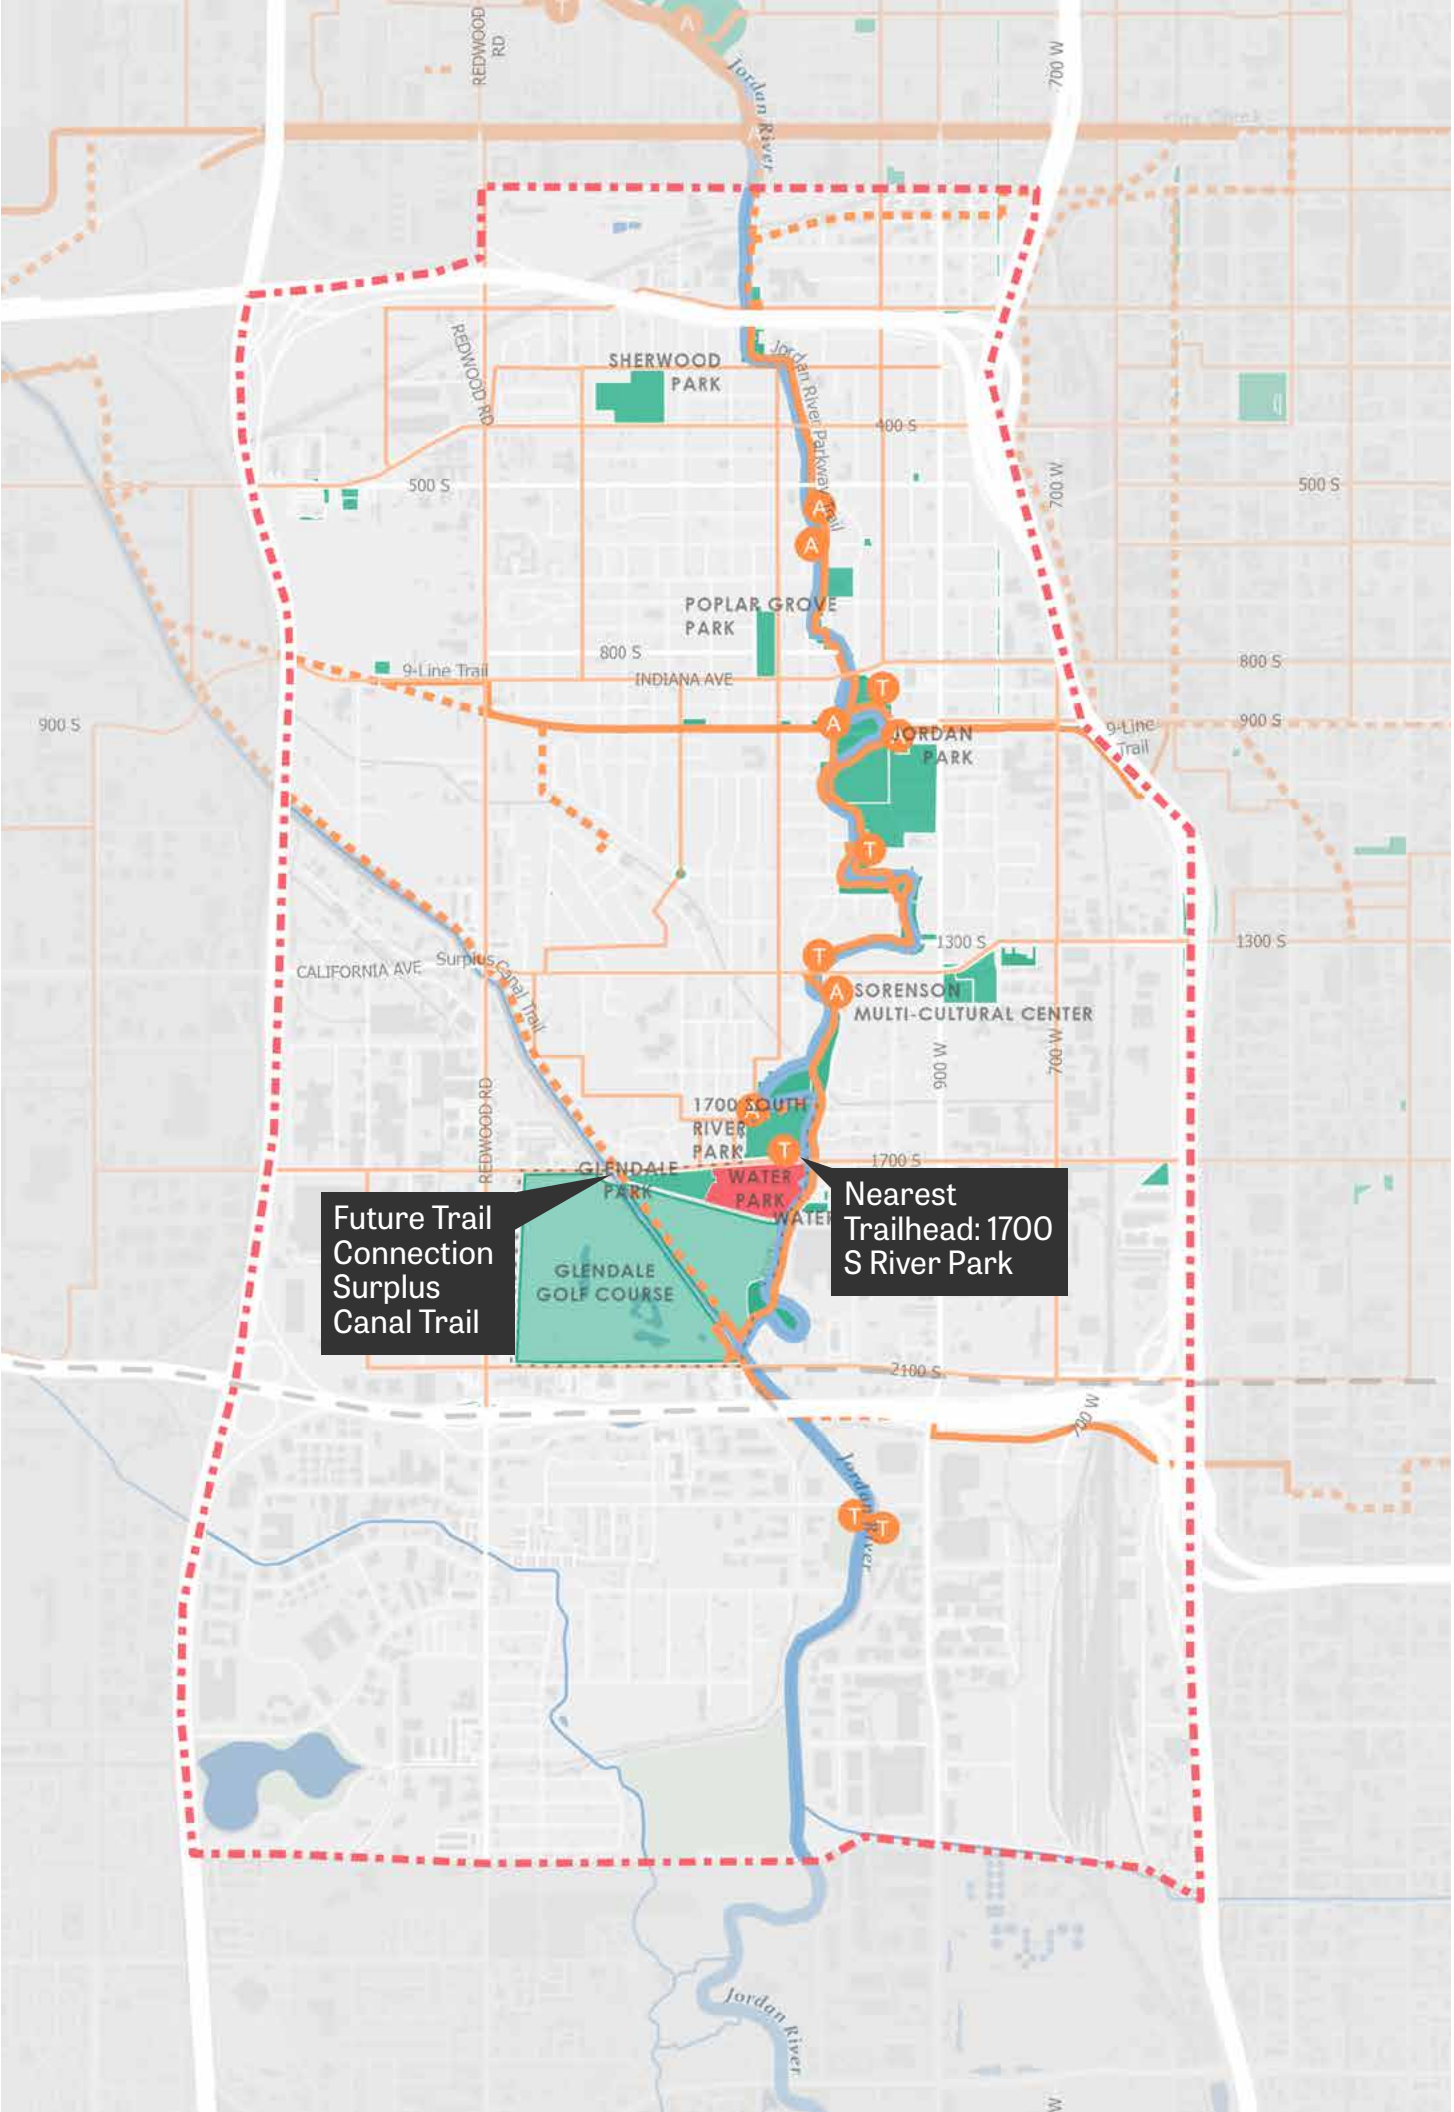 T
A
REDWOOD
RD
700 W
Jordan River
A
REDWOOD RD
SHERWOOD
PARK
Jordan River Parkway Trail
400 S
500 S
700 W
500 S
A
A
POPLAR GROVE
PARK
800 S
800 S
9-Line Trail
INDIANA AVE
T
900 S
A
JORDAN
PARK
9-Line
Trail
900 S
T
1300 S
1300 S
T
CALIFORNIA AVE
Surplus Canal Trail
A
SORENSON
MULTI-CULTURAL CENTER
900 W
700 W
REDWOOD RD
1700 SOUTH
RIVER
PARK
A
T
1700 S
GLENDALE
PARK
WATER
PARK
WATER
Future Trail
Connection
Surplus
Canal Trail
Nearest
Trailhead: 1700
S River Park
GLENDALE
GOLF COURSE
2100 S
700 W
Jordan River
T
T
Jordan River
W